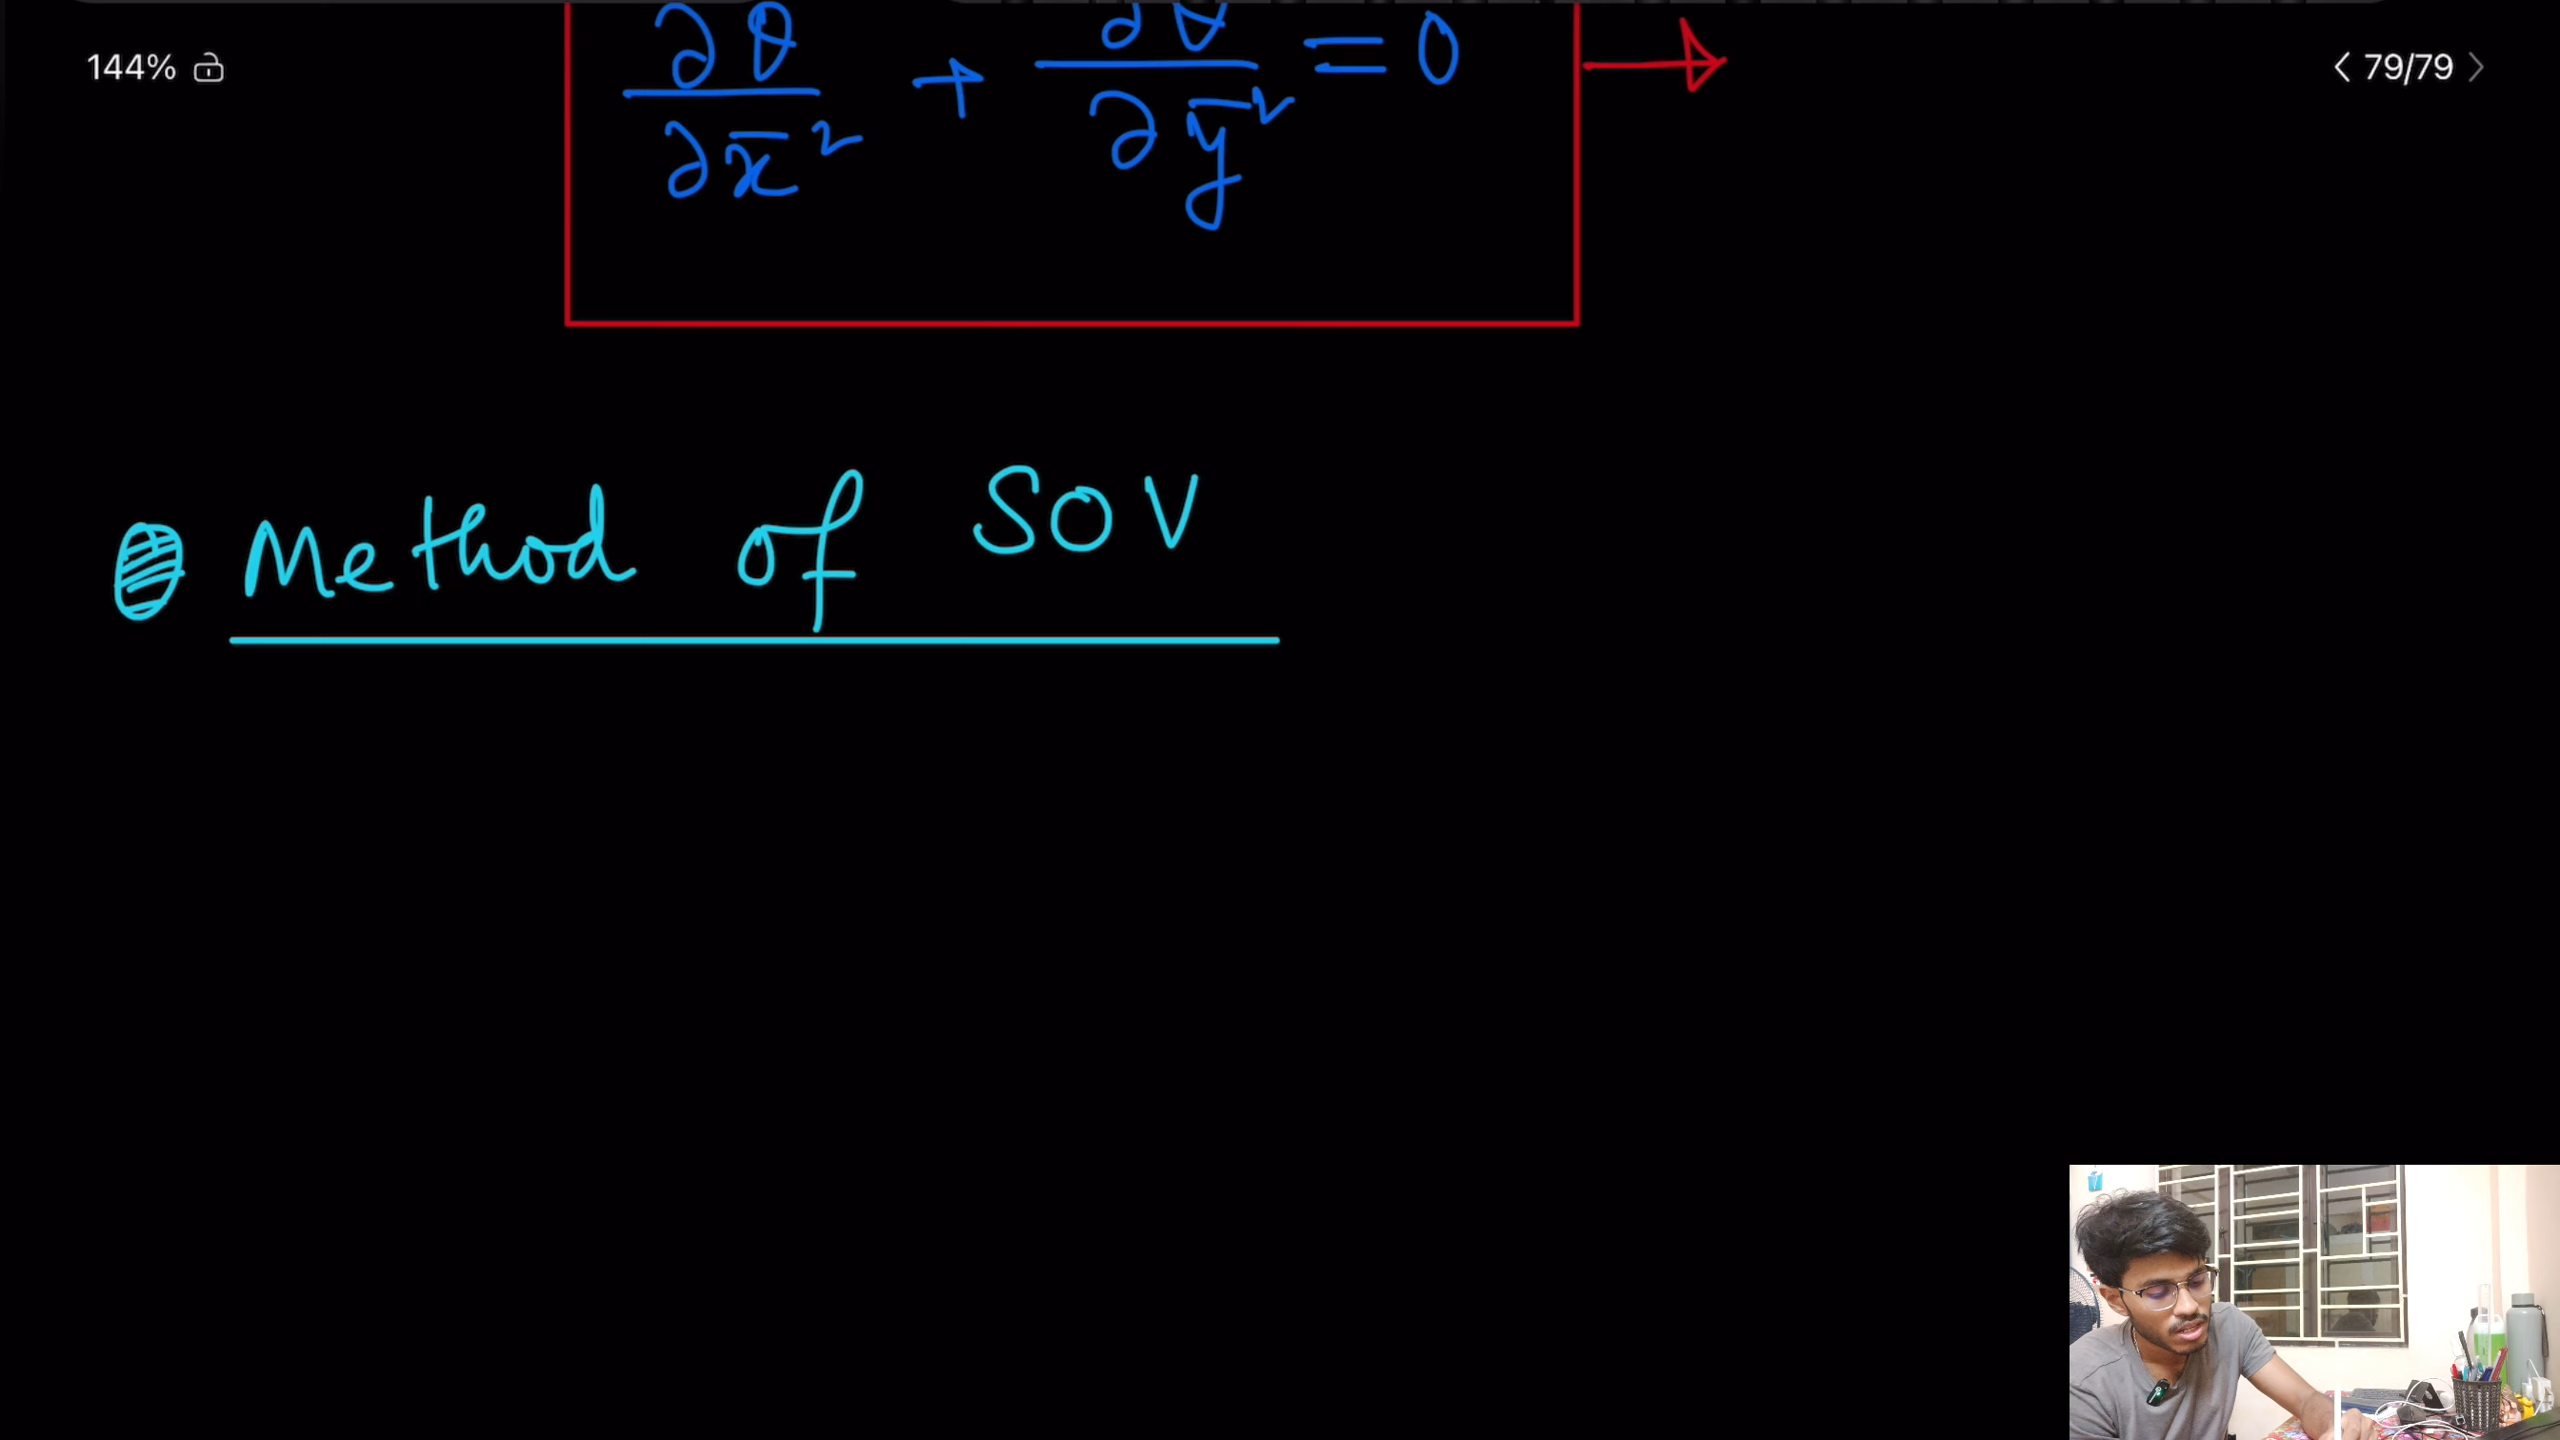 144% 79/79
∂θ/∂x̄² + ∂θ/∂ȳ² = 0
Method of SOV